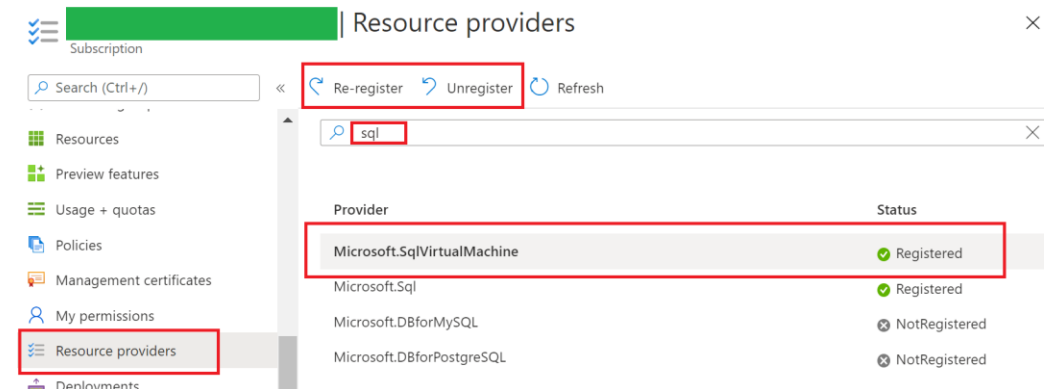 | Resource providers
Subscription
Search (Ctrl+/)
«
Re-register
Unregister
Refresh
Resources
Preview features
Usage + quotas
Policies
Management certificates
My permissions
Resource providers
Deployments
sql
Provider Status
Microsoft.SqlVirtualMachine Registered
Microsoft.Sql Registered
Microsoft.DBforMySQL NotRegistered
Microsoft.DBforPostgreSQL NotRegistered